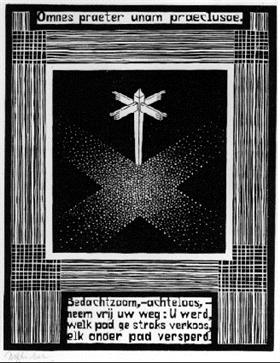 Omnes praeter unam praeclusae.
Bedachtzaam,-achteloos,-
neem vrij uw weg: U werd,
welk pad ge straks verkoos,
elk ander pad versperd.